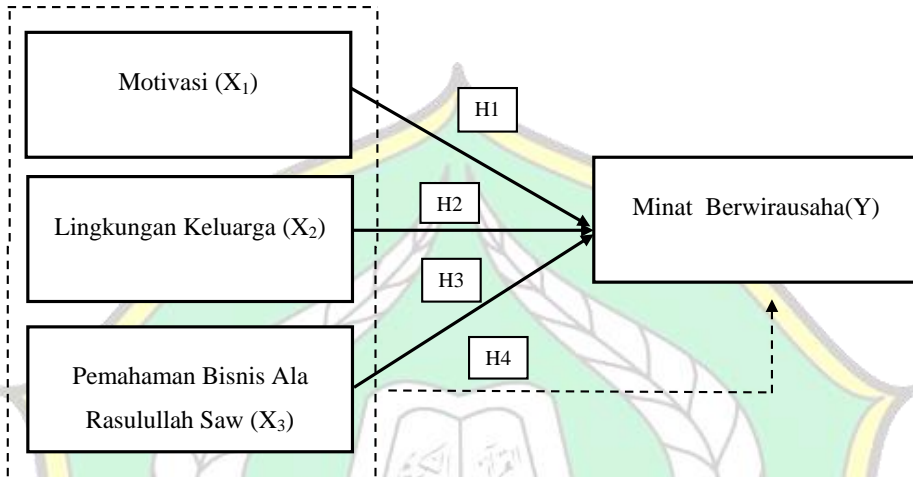 Motivasi (X₁)
H1
Minat Berwirausaha(Y)
Lingkungan Keluarga (X₂)
H2
H3
H4
Pemahaman Bisnis Ala
Rasulullah Saw (X₃)